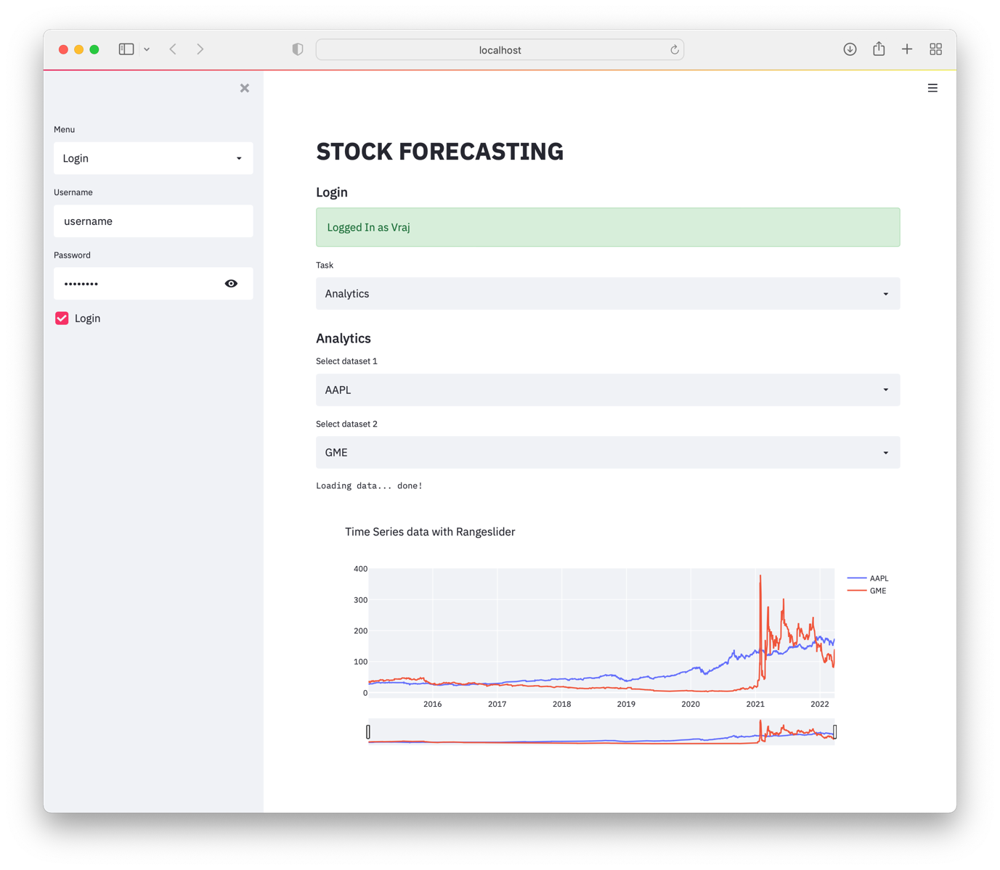 localhost
Menu
Login
Username
username
Password
••••••••
Login
STOCK FORECASTING
Login
Logged In as Vraj
Task
Analytics
Analytics
Select dataset 1
AAPL
Select dataset 2
GME
Loading data... done!
Time Series data with Rangeslider
400
300
200
100
0
2016 2017 2018 2019 2020 2021 2022
AAPL
GME